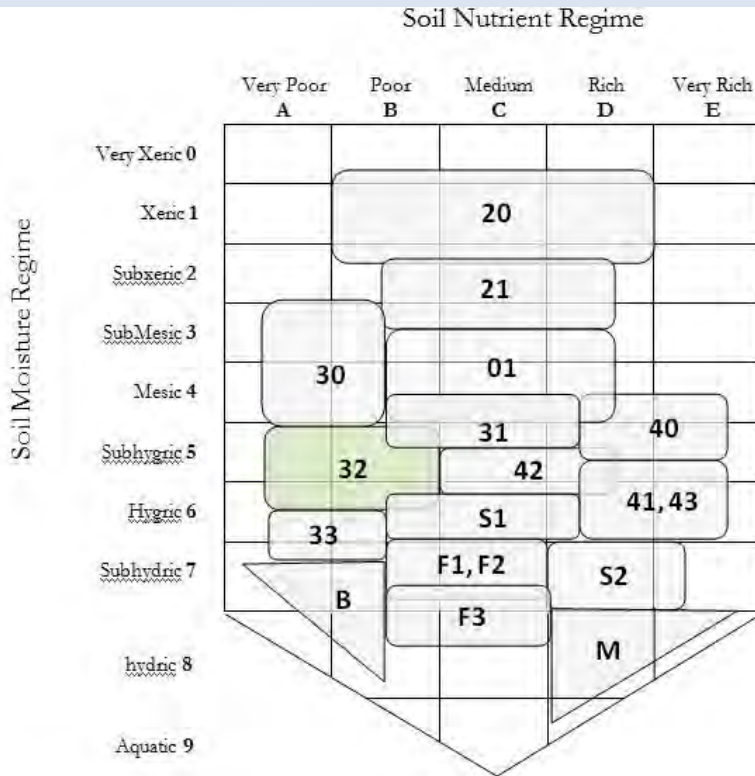 Soil Nutrient Regime
Very Poor Poor Medium Rich Very Rich
A B C D E
Soil Moisture Regime
Very Xeric 0
Xeric 1
20
Subxeric 2
21
SubMesic 3
30
01
Mesic 4
31
40
Subhygric 5
32
42
41, 43
Hygric 6
33
S1
Subhydric 7
F1, F2
S2
B
F3
hydric 8
M
Aquatic 9